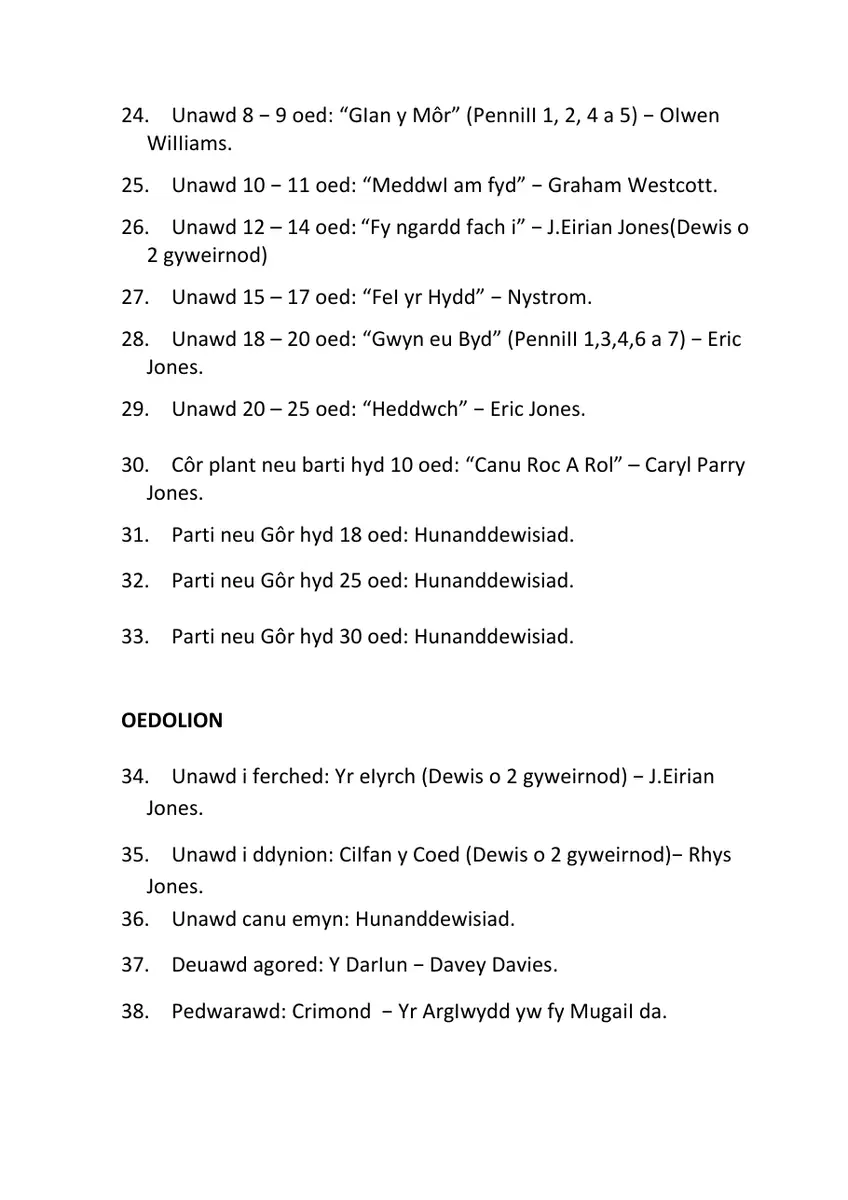 24. Unawd 8 – 9 oed: “Glan y Môr” (Pennill 1, 2, 4 a 5) – Olwen
Williams.
25. Unawd 10 – 11 oed: “Meddwl am fyd” – Graham Westcott.
26. Unawd 12 – 14 oed: “Fy ngardd fach i” – J.Eirian Jones(Dewis o
2 gyweirnod)
27. Unawd 15 – 17 oed: “Fel yr Hydd” – Nystrom.
28. Unawd 18 – 20 oed: “Gwyn eu Byd” (Pennill 1,3,4,6 a 7) – Eric
Jones.
29. Unawd 20 – 25 oed: “Heddwch” – Eric Jones.
30. Côr plant neu barti hyd 10 oed: “Canu Roc A Rol” – Caryl Parry
Jones.
31. Parti neu Gôr hyd 18 oed: Hunanddewisiad.
32. Parti neu Gôr hyd 25 oed: Hunanddewisiad.
33. Parti neu Gôr hyd 30 oed: Hunanddewisiad.
OEDOLION
34. Unawd i ferched: Yr elyrch (Dewis o 2 gyweirnod) – J.Eirian
Jones.
35. Unawd i ddynion: Cilfan y Coed (Dewis o 2 gyweirnod)– Rhys
Jones.
36. Unawd canu emyn: Hunanddewisiad.
37. Deuawd agored: Y Darlun – Davey Davies.
38. Pedwarawd: Crimond – Yr Arglwydd yw fy Mugail da.